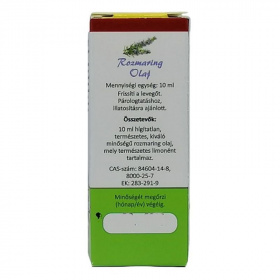 Rozmaring
Olaj
Mennyiségi egység: 10 ml
Frissíti a levegőt.
Párologtatáshoz,
illatosításra ajánlott.
Összetevők:
10 ml hígítatlan,
természetes, kiváló
minőségű rozmaring olaj,
mely természetes limonént
tartalmaz.
CAS-szám: 84604-14-8,
8000-25-7
EK: 283-291-9
Minőségét megőrzi
(hónap/év) végéig.